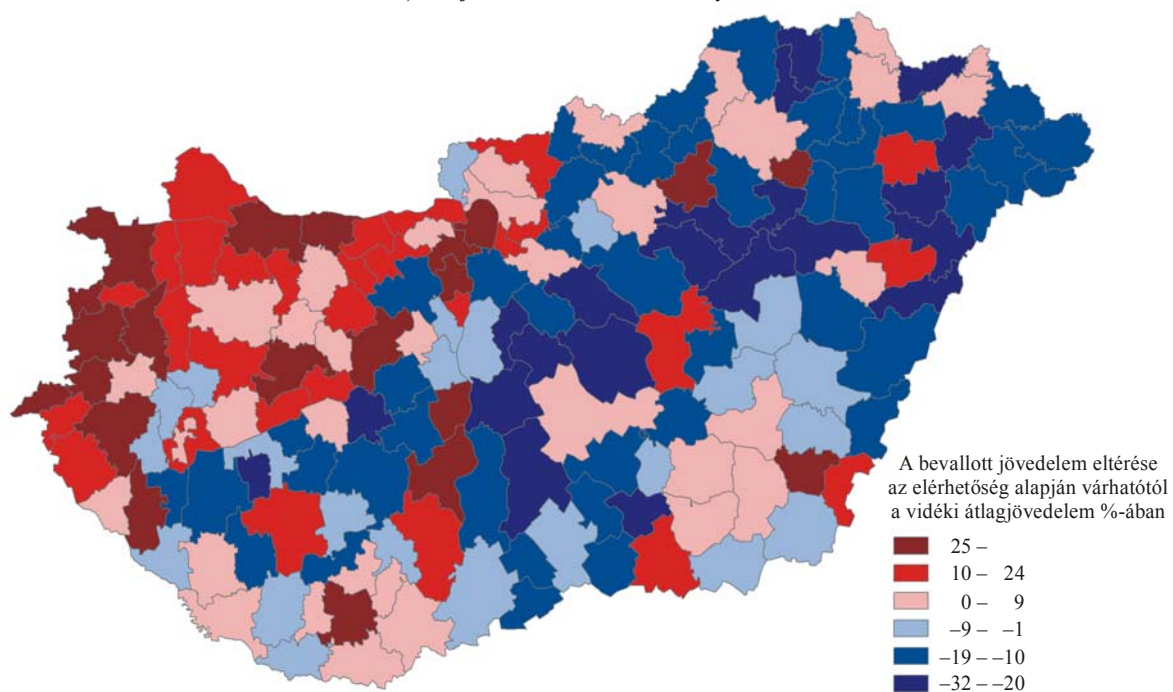 A bevallott jövedelem eltérése
az elérhetőség alapján várhatótól
a vidéki átlagjövedelem %-ában
25 –
10 – 24
0 – 9
–9 – –1
–19 – –10
–32 – –20